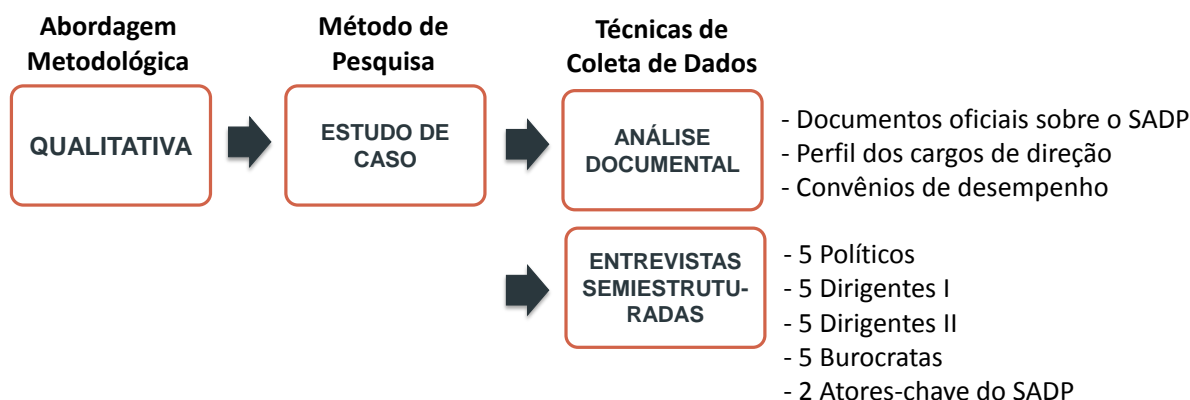 Abordagem
Metodológica
Método de
Pesquisa
Técnicas de
Coleta de Dados
QUALITATIVA
ESTUDO DE
CASO
ANÁLISE
DOCUMENTAL
- Documentos oficiais sobre o SADP
- Perfil dos cargos de direção
- Convênios de desempenho
ENTREVISTAS
SEMIESTRUTU-
RADAS
- 5 Políticos
- 5 Dirigentes I
- 5 Dirigentes II
- 5 Burocratas
- 2 Atores-chave do SADP